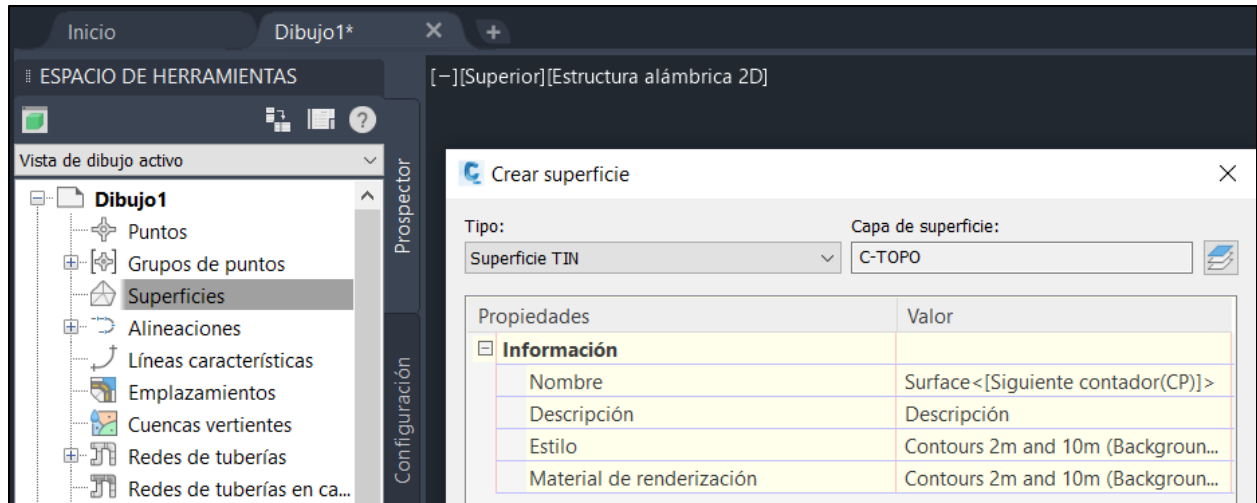 Inicio
Dibujo1*
ESPACIO DE HERRAMIENTAS
[−][Superior][Estructura alámbrica 2D]
Vista de dibujo activo
Dibujo1
Puntos
Grupos de puntos
Superficies
Alineaciones
Líneas características
Emplazamientos
Cuencas vertientes
Redes de tuberías
Redes de tuberías en ca...
Prospector
Configuración
Crear superficie
Tipo:
Capa de superficie:
Superficie TIN
C-TOPO
Propiedades
Valor
Información
Nombre
Surface<[Siguiente contador(CP)]>
Descripción
Descripción
Estilo
Contours 2m and 10m (Backgroun...
Material de renderización
Contours 2m and 10m (Backgroun...